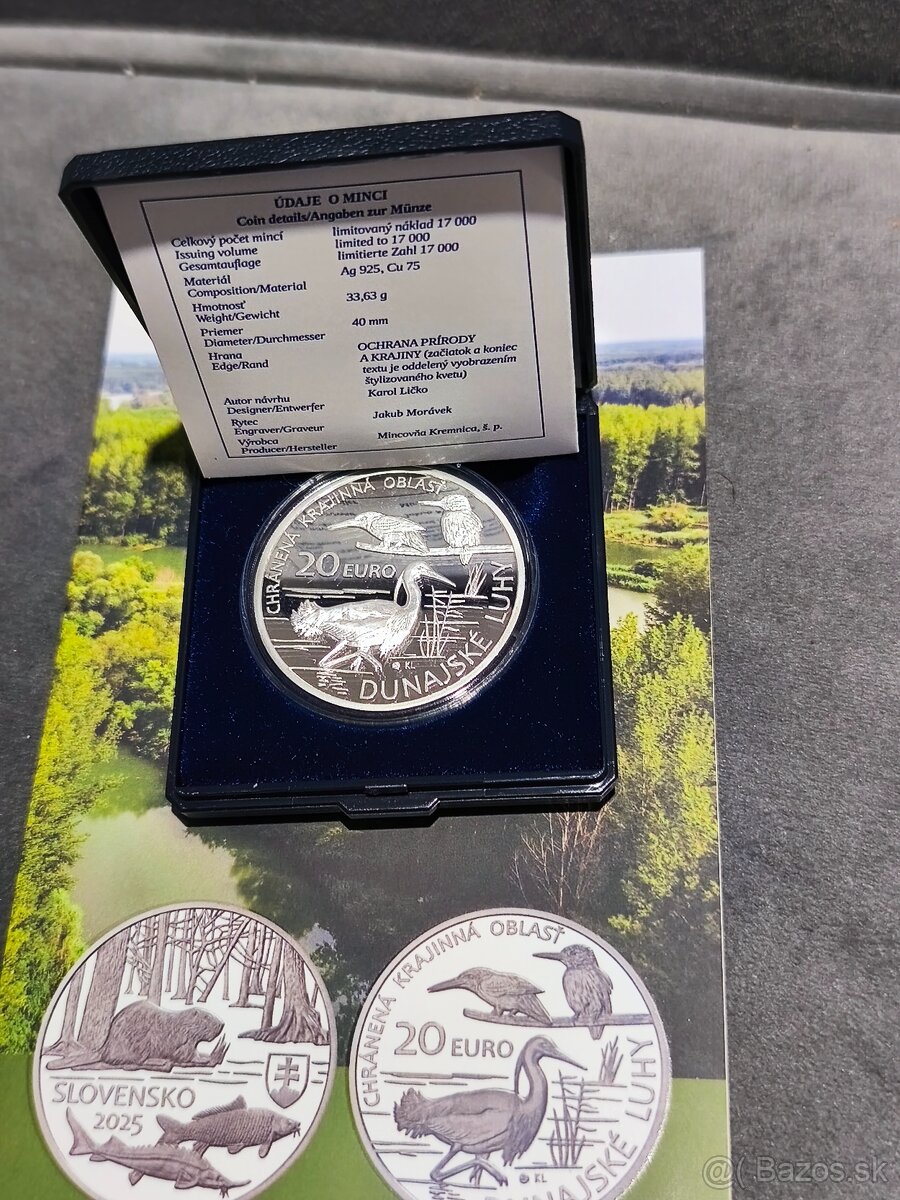 ÚDAJE O MINCI
Coin details/Angaben zur Münze
Celkový počet mincí limitovaný náklad 17 000
Issuing volume limited to 17 000
Gesamtauflage limitierte Zahl 17 000
Materiál Ag 925, Cu 75
Composition/Material
Hmotnosť 33,63 g
Weight/Gewicht
Priemer 40 mm
Diameter/Durchmesser
Hrana OCHRANA PRÍRODY
Edge/Rand A KRAJINY (začiatok a koniec
textu je oddelený vyobrazením
štylizovaného kvetu)
Autor návrhu Karol Ličko
Designer/Entwerfer
Rytec Jakub Morávek
Engraver/Graveur
Výrobca Mincovňa Kremnica, š. p.
Producer/Hersteller
CHRÁNENÁ KRAJINNÁ OBLASŤ
20 EURO
KL
DUNAJSKÉ LUHY
SLOVENSKO
2025
CHRÁNENÁ KRAJINNÁ OBLASŤ
20 EURO
KL
DUNAJSKÉ LUHY
@( Bazos.sk